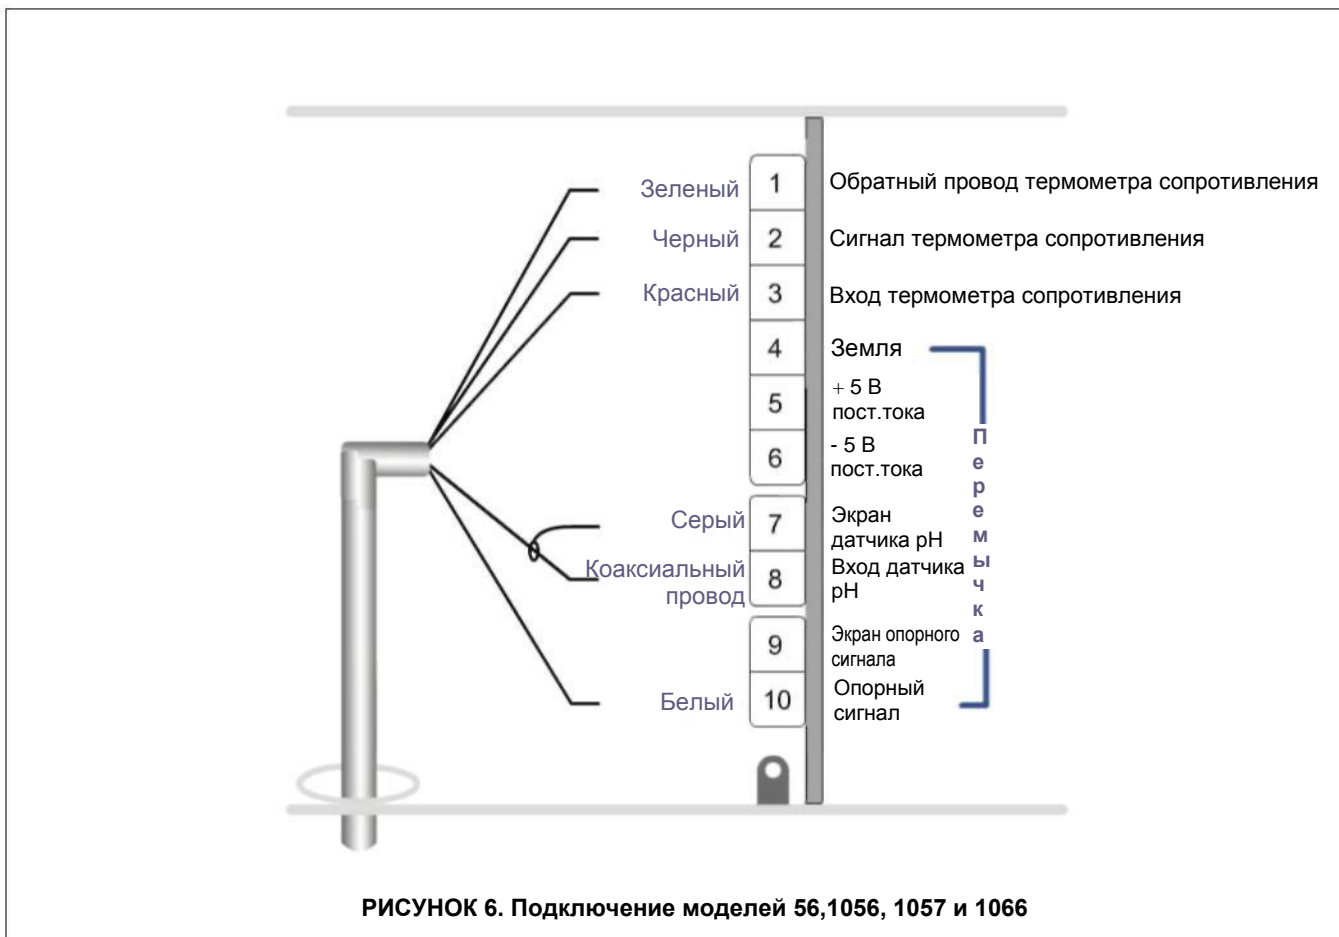 Зеленый 1 Обратный провод термометра сопротивления
Черный 2 Сигнал термометра сопротивления
Красный 3 Вход термометра сопротивления
4 Земля
5 + 5 В
пост.тока
6 - 5 В
пост.тока
Серый 7 Экран
датчика pH
Коаксиальный
провод 8 Вход датчика
pH
9 Экран опорного
сигнала
Белый 10 Опорный
сигнал
Перемычка
РИСУНОК 6. Подключение моделей 56,1056, 1057 и 1066